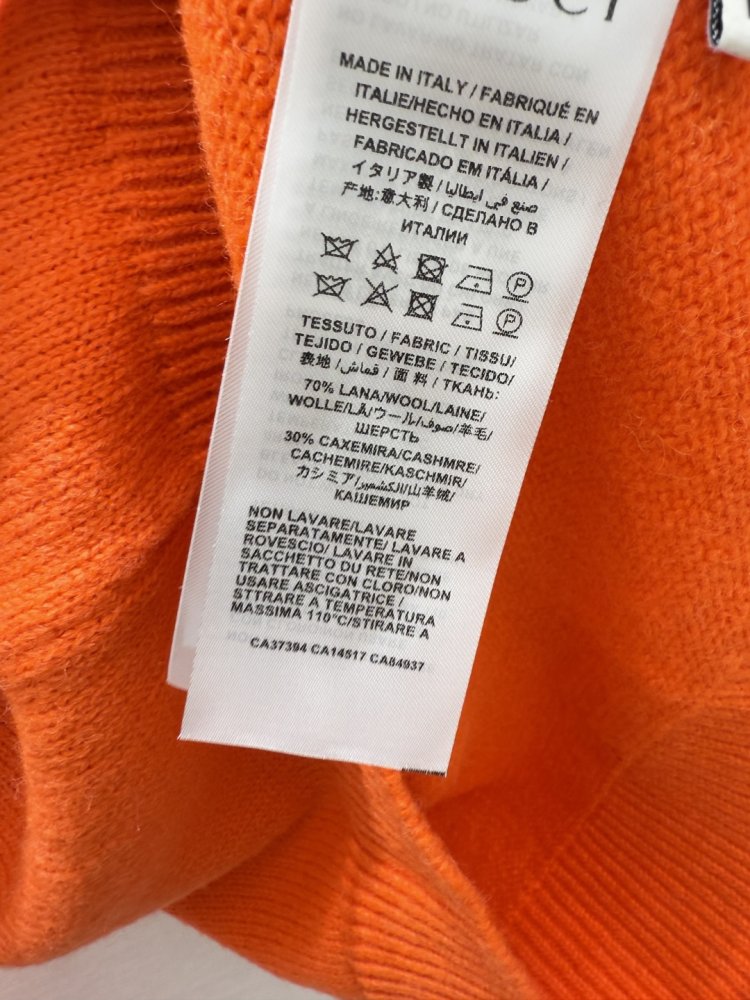 MADE IN ITALY / FABRIQUÉ EN
ITALIE/HECHO EN ITALIA /
HERGESTELLT IN ITALIEN /
FABRICADO EM ITÁLIA /
イタリア製 / صنع في ايطاليا /
产地:意大利 / СДЕЛАНО В
ИТАЛИИ
P
P
TESSUTO / FABRIC / TISSU/
TEJIDO / GEWEBE / TECIDO/
表地 / قماش / 面 料 / ТКАНЬ:
70% LANA/WOOL/LAINE/
WOLLE/LÃ/ウール/صوف/羊毛/
ШЕРСТЬ
30% CAXEMIRA/CASHMRE/
CACHEMIRE/KASCHMIR/
カシミア/الكشمير/山羊绒/
КАШЕМИР
NON LAVARE/LAVARE
SEPARATAMENTE/ LAVARE A
ROVESCIO/ LAVARE IN
SACCHETTO DU RETE/NON
TRATTARE CON CLORO/NON
USARE ASCIGATRICE /
STTRARE A TEMPERATURA
MASSIMA 110°C/STIRARE A
CA37394 CA14517 CA84937